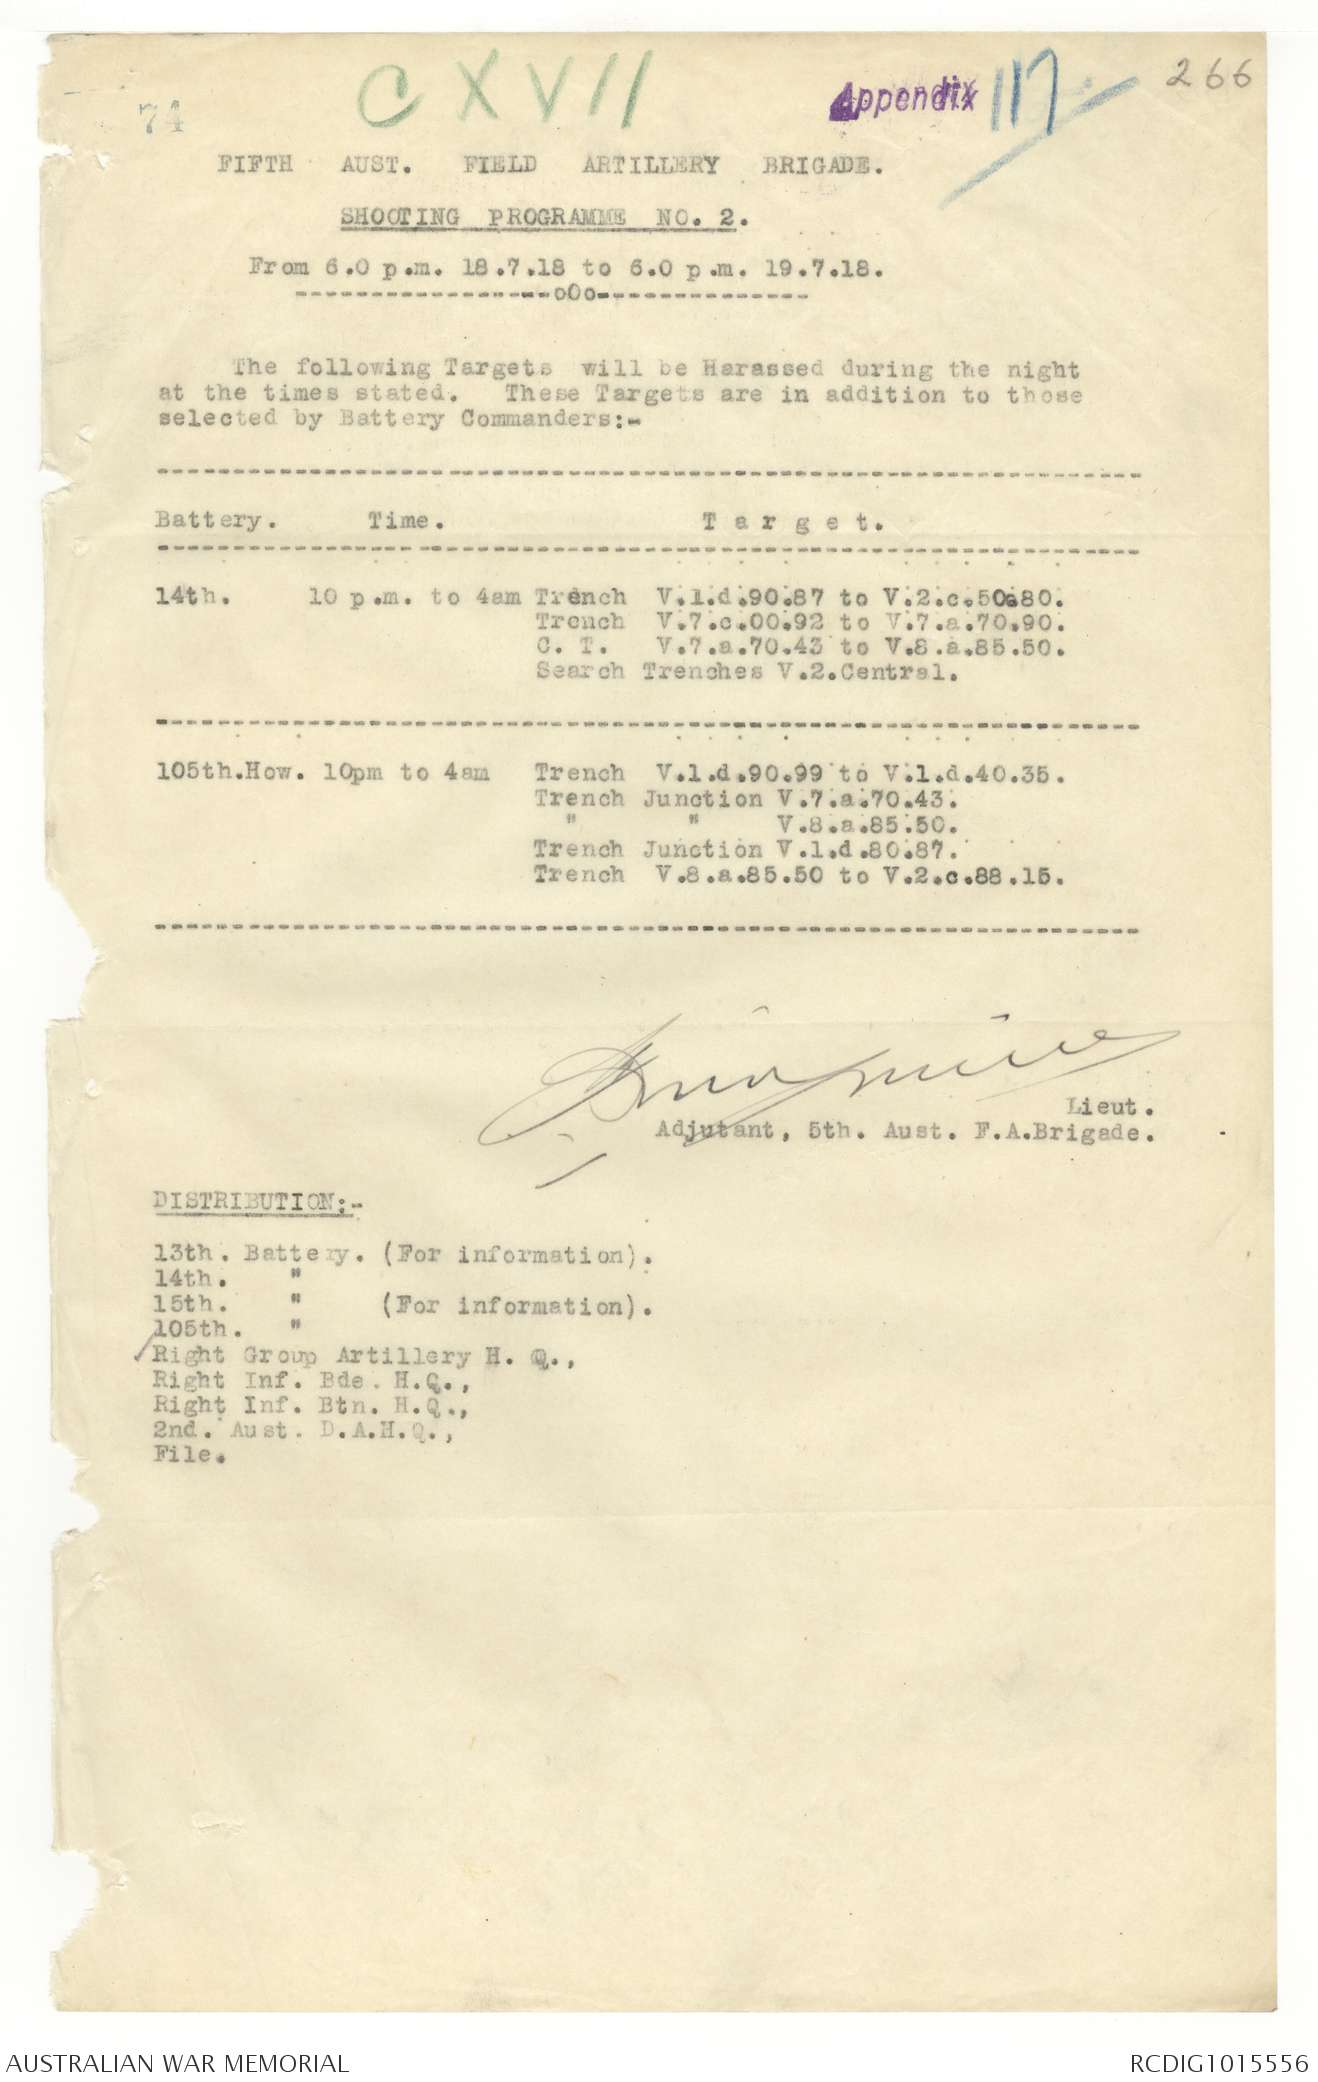 CXVII
Appendix 117
266
74
FIFTH AUST. FIELD ARTILLERY BRIGADE.
SHOOTING PROGRAMME NO. 2.
From 6.0 p.m. 18.7.18 to 6.0 p.m. 19.7.18.
-----------------oOo--------------
The following Targets will be Harassed during the night
at the times stated. These Targets are in addition to those
selected by Battery Commanders:-
Battery. Time. T a r g e t.
14th. 10 p.m. to 4am Trench V.1.d.90.87 to V.2.c.50.80.
Trench V.7.c.00.92 to V.7.a.70.90.
C. T. V.7.a.70.43 to V.8.a.85.50.
Search Trenches V.2.Central.
105th.How. 10pm to 4am Trench V.1.d.90.99 to V.1.d.40.35.
Trench Junction V.7.a.70.43.
" " V.8.a.85.50.
Trench Junction V.1.d.80.87.
Trench V.8.a.85.50 to V.2.c.88.15.
Lieut.
Adjutant, 5th. Aust. F.A.Brigade.
DISTRIBUTION:-
13th. Battery. (For information).
14th. "
15th. " (For information).
105th. "
Right Group Artillery H. Q.,
Right Inf. Bde. H.Q.,
Right Inf. Btn. H.Q.,
2nd. Aust. D.A.H.Q.,
File.
AUSTRALIAN WAR MEMORIAL
RCDIG1015556